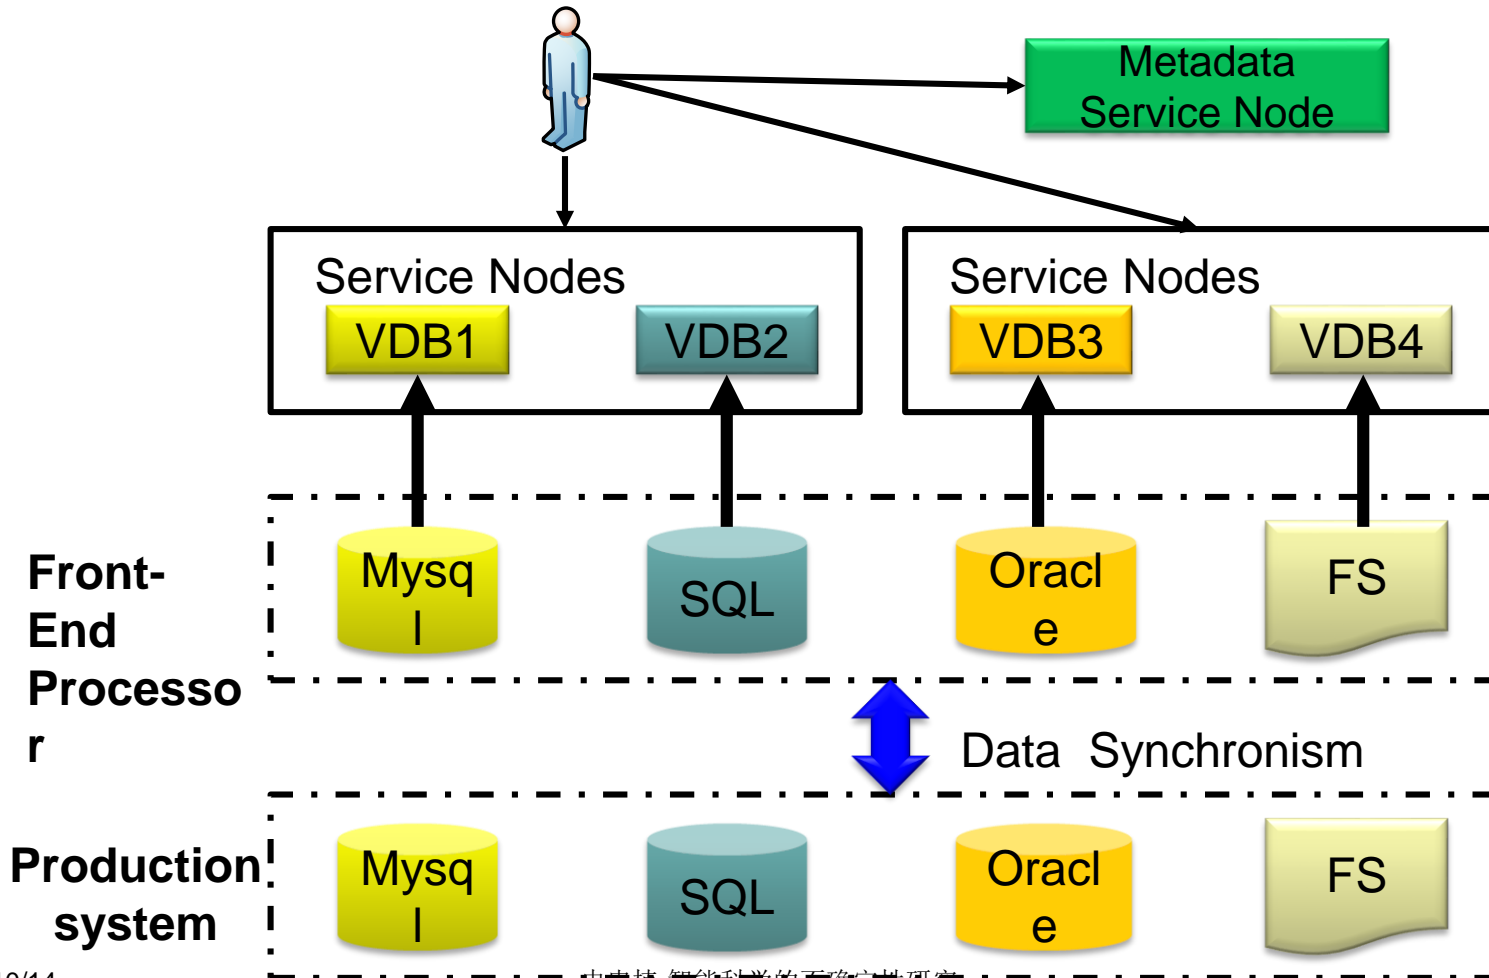 Metadata
Service Node
Service Nodes
VDB1
VDB2
Service Nodes
VDB3
VDB4
Front-
End
Processo
r
Mysq
l
SQL
Oracl
e
FS
Data Synchronism
Production
system
Mysq
l
SQL
Oracl
e
FS